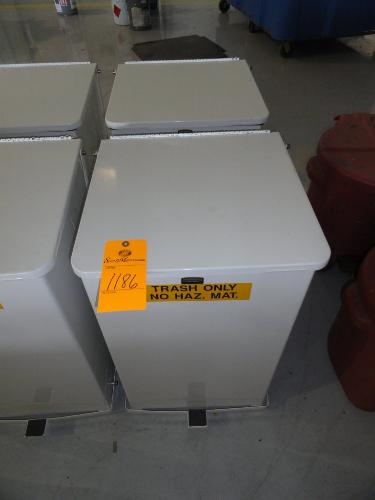 1186
TRASH ONLY
NO HAZ. MAT.